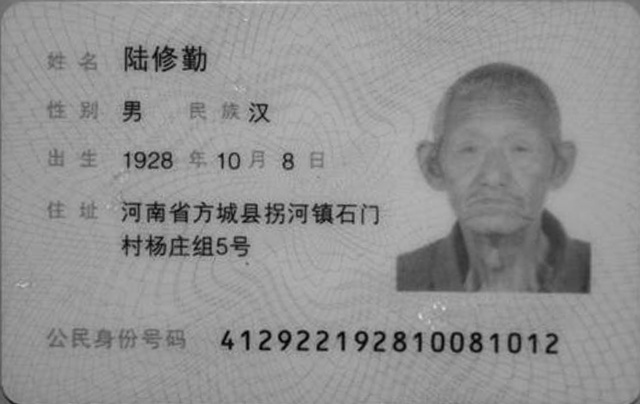 姓名 陆修勤
性别 男 民族 汉
出生 1928 年 10 月 8 日
住址 河南省方城县拐河镇石门
村杨庄组5号
公民身份号码 412922192810081012